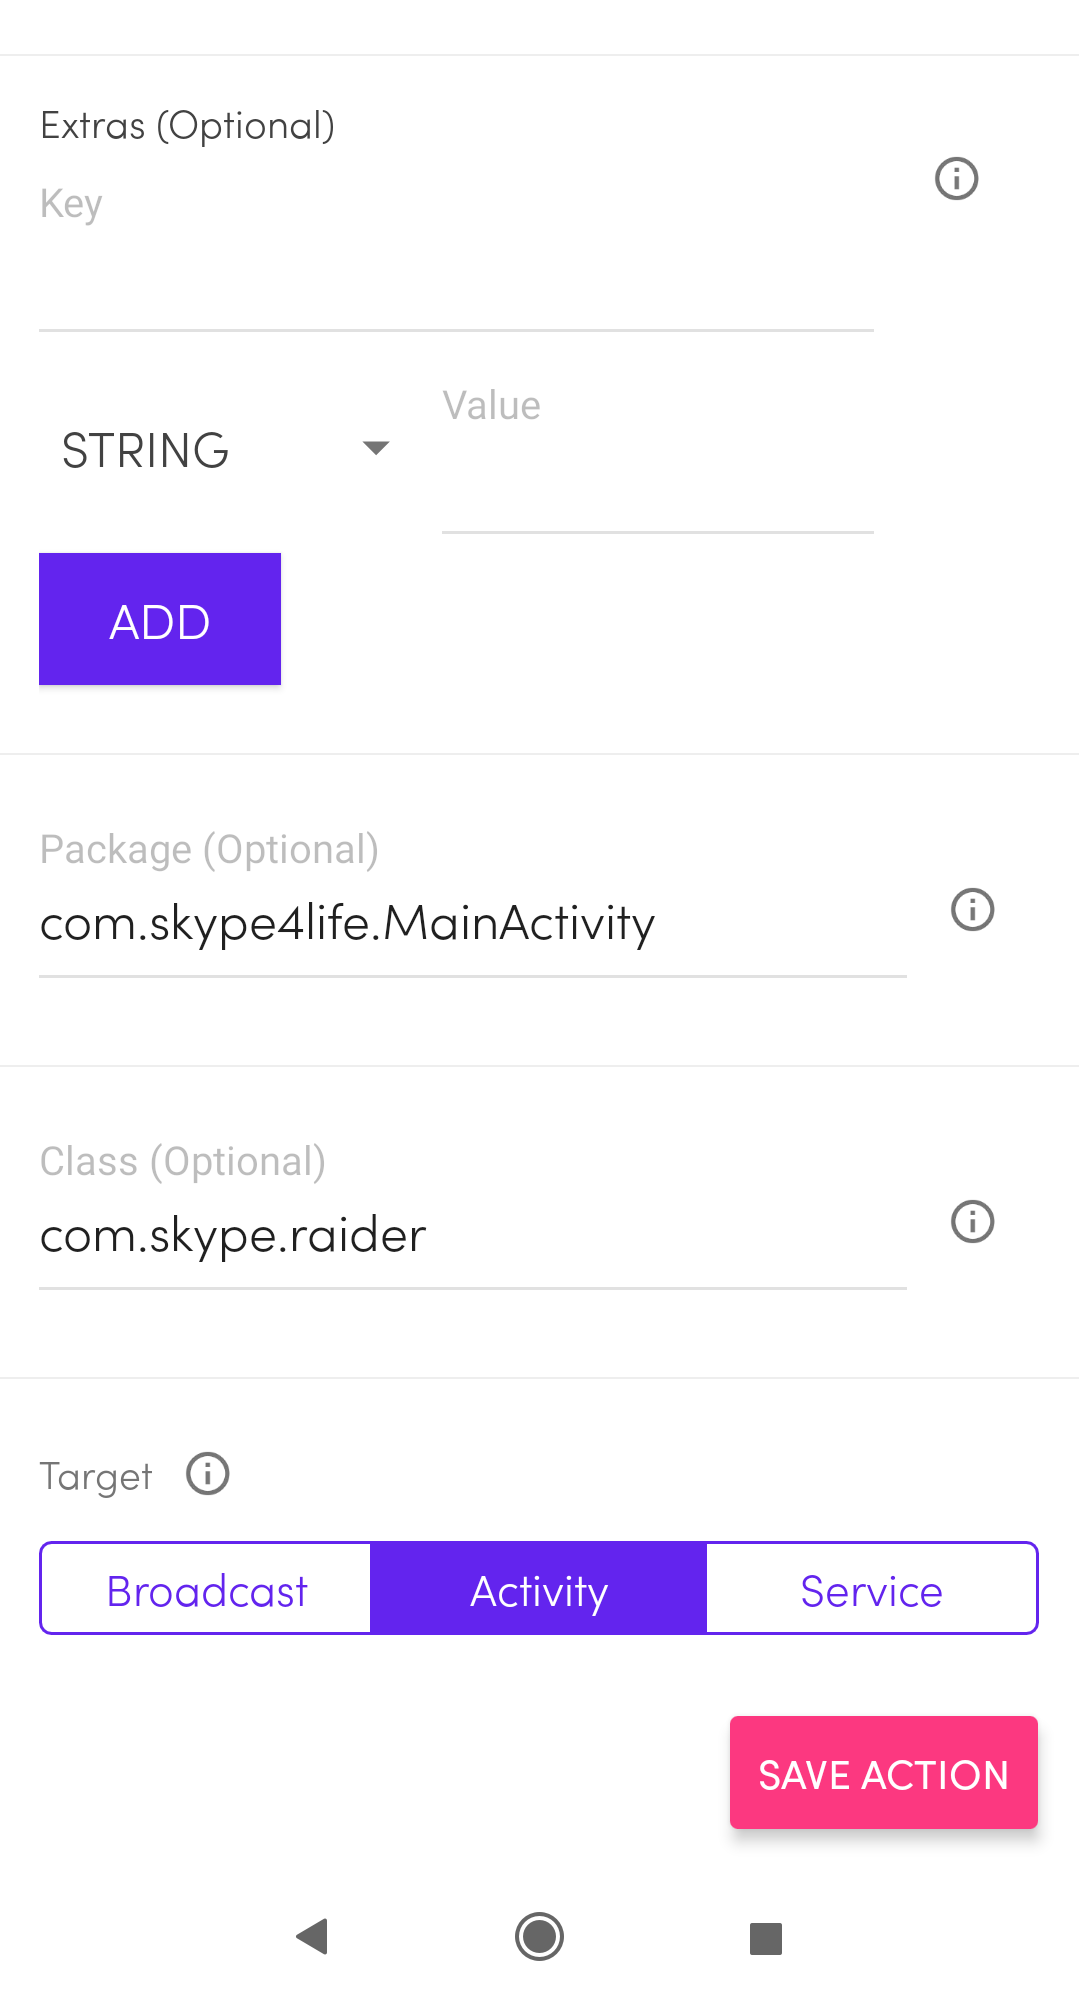 Extras (Optional)
Key
Value
STRING
ADD
Package (Optional)
com.skype4life.MainActivity
Class (Optional)
com.skype.raider
Target
Broadcast Activity Service
SAVE ACTION